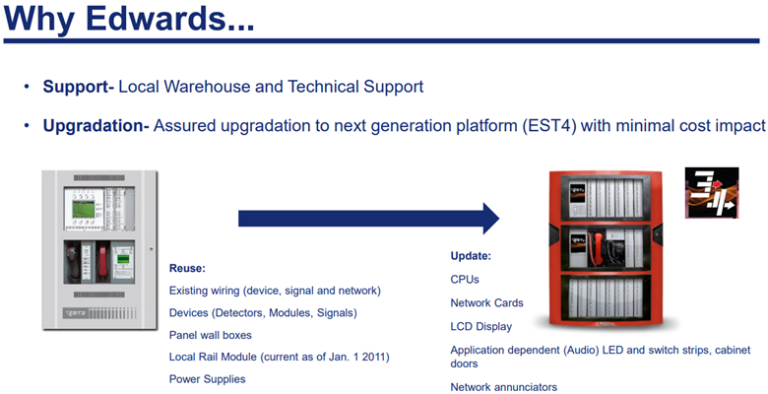 Why Edwards...
• Support- Local Warehouse and Technical Support
• Upgradation- Assured upgradation to next generation platform (EST4) with minimal cost impact
Reuse:
Existing wiring (device, signal and network)
Devices (Detectors, Modules, Signals)
Panel wall boxes
Local Rail Module (current as of Jan. 1 2011)
Power Supplies
Update:
CPUs
Network Cards
LCD Display
Application dependent (Audio) LED and switch strips, cabinet
doors
Network annunciators